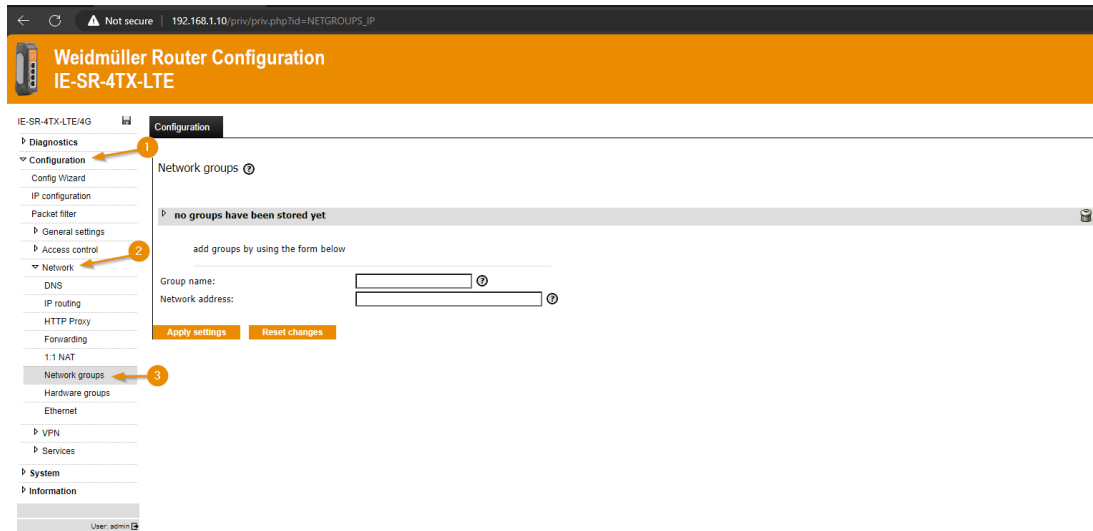 Not secure 192.168.1.10/priv/priv.php?id=NETGROUPS_IP
Weidmüller Router Configuration
IE-SR-4TX-LTE
IE-SR-4TX-LTE/4G
Diagnostics
1
Configuration
Config Wizard
IP configuration
Packet filter
General settings
Access control
2
Network
DNS
IP routing
HTTP Proxy
Forwarding
1:1 NAT
Network groups
3
Hardware groups
Ethernet
VPN
Services
System
Information
User: admin
Configuration
Network groups ?
no groups have been stored yet
add groups by using the form below
Group name: ?
Network address: ?
Apply settings Reset changes